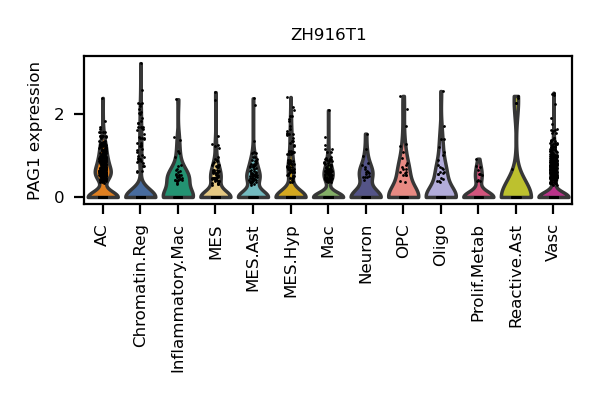 ZH916T1
PAG1 expression
2
0
AC
Chromatin.Reg
Inflammatory.Mac
MES
MES.Ast
MES.Hyp
Mac
Neuron
OPC
Oligo
Prolif.Metab
Reactive.Ast
Vasc